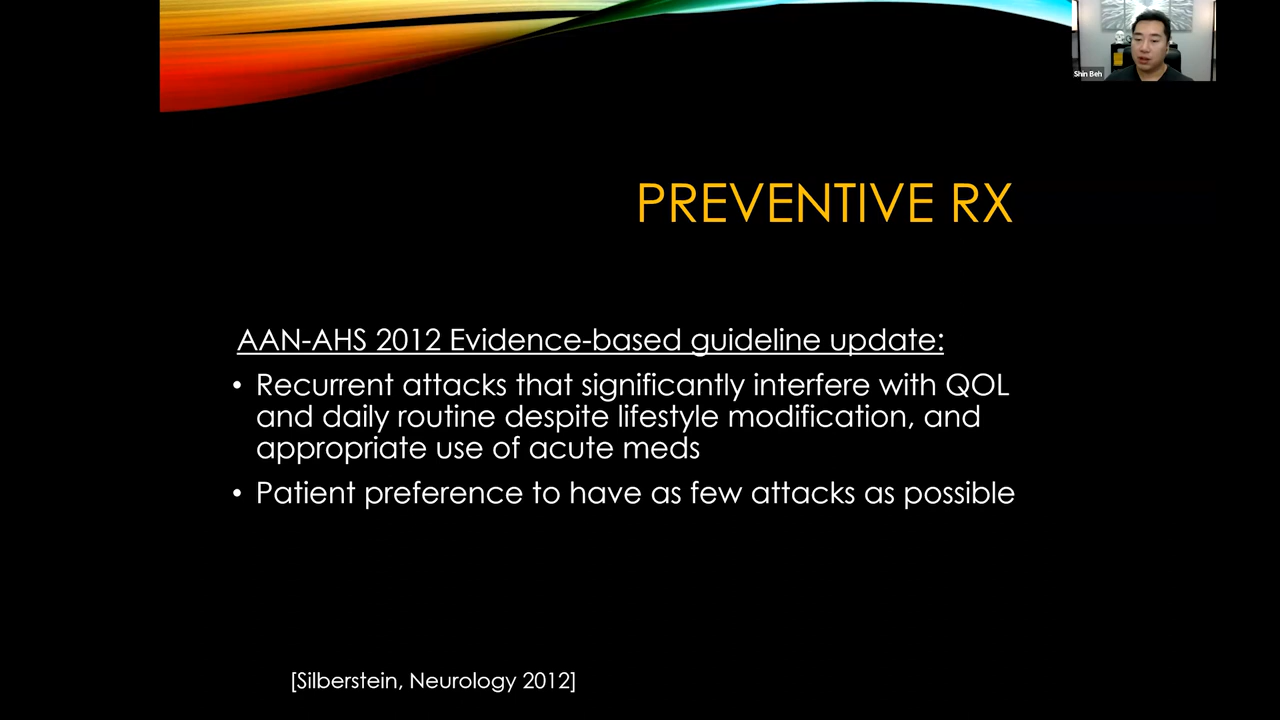 Shin Beh
PREVENTIVE RX
AAN-AHS 2012 Evidence-based guideline update:
• Recurrent attacks that significantly interfere with QOL
and daily routine despite lifestyle modification, and
appropriate use of acute meds
• Patient preference to have as few attacks as possible
[Silberstein, Neurology 2012]